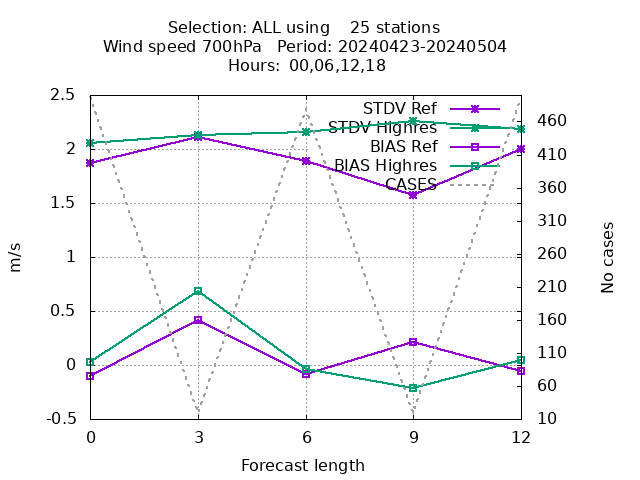 Selection: ALL using    25 stations
Wind speed 700hPa   Period: 20240423-20240504
Hours: 00,06,12,18
STDV Ref
STDV Highres
BIAS Ref
BIAS Highres
CASES
2.5
2
1.5
1
0.5
0
-0.5
460
410
360
310
260
210
160
110
60
10
0 3 6 9 12
m/s
No cases
Forecast length